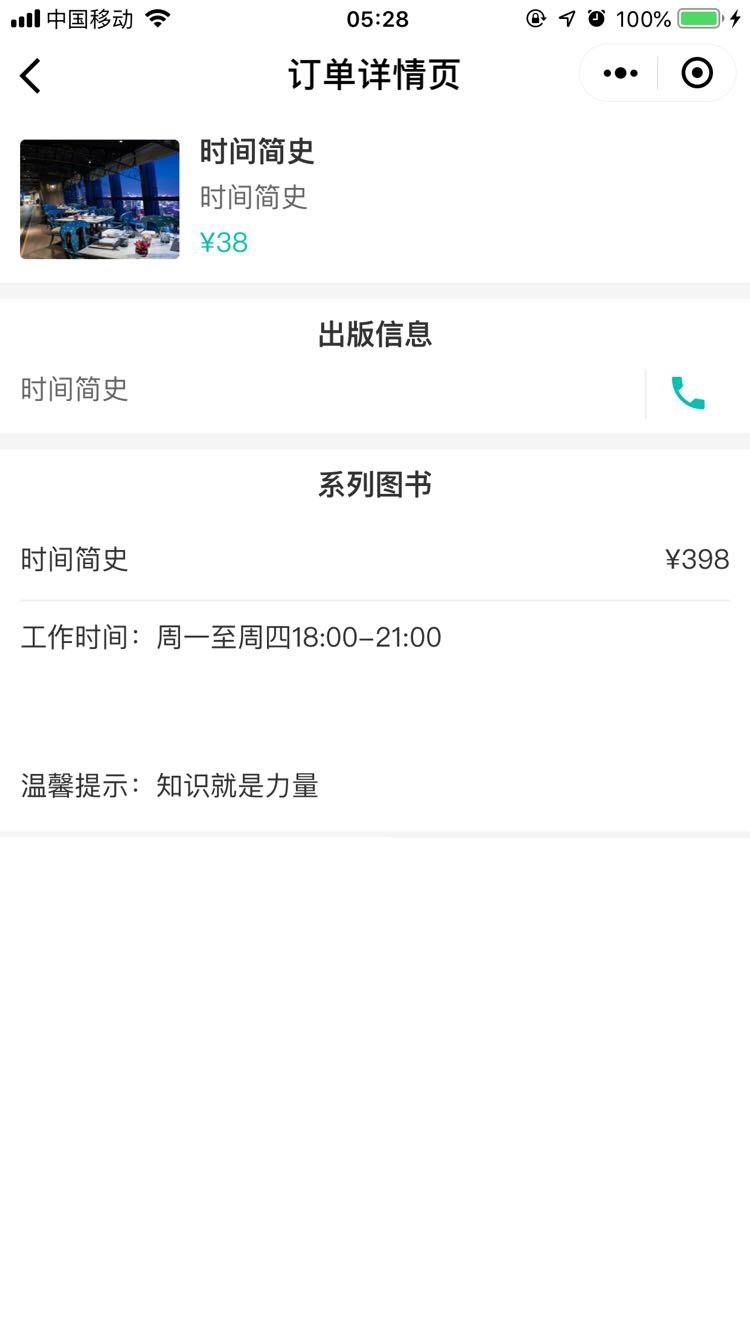 中国移动
05:28
100%
订单详情页
时间简史
时间简史
¥38
出版信息
时间简史
系列图书
时间简史
¥398
工作时间：周一至周四18:00–21:00
温馨提示：知识就是力量